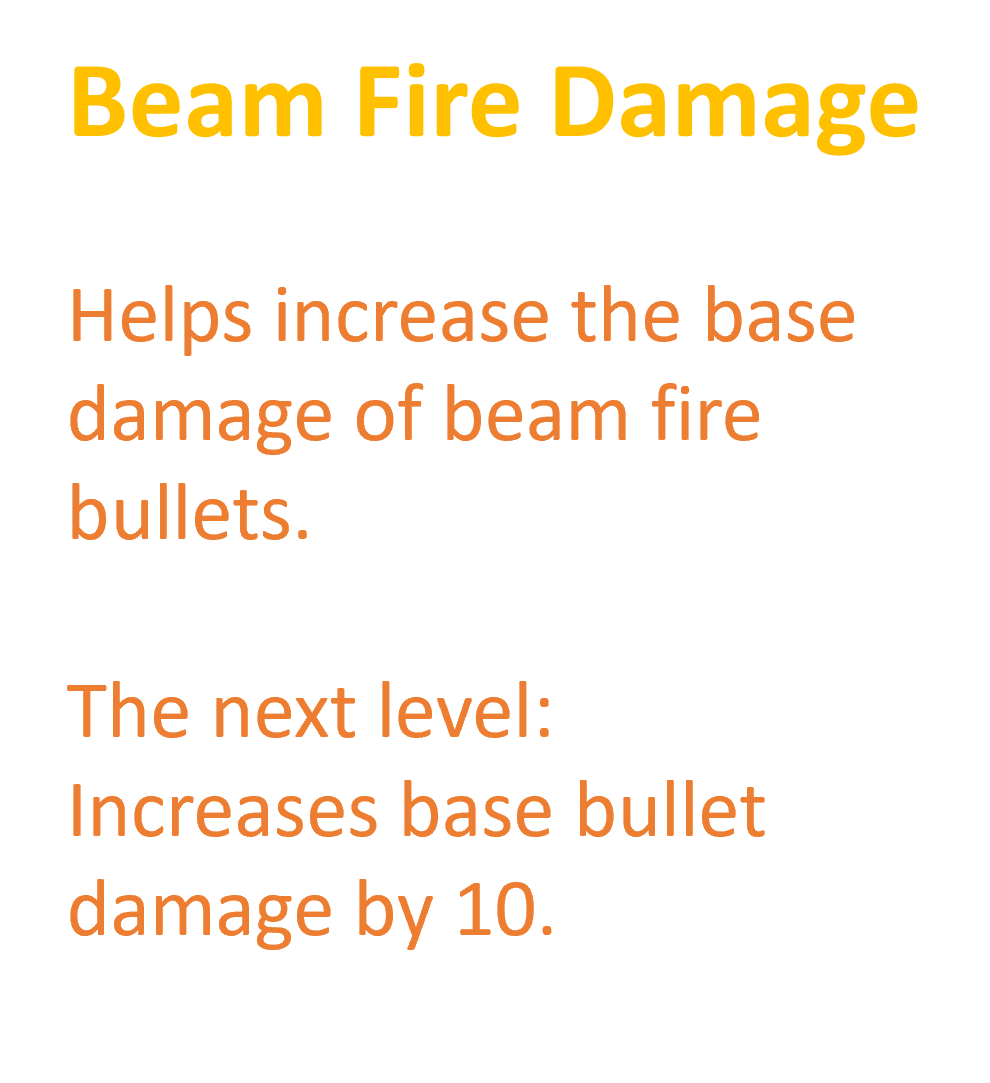 Beam Fire Damage
Helps increase the base
damage of beam fire
bullets.
The next level:
Increases base bullet
damage by 10.